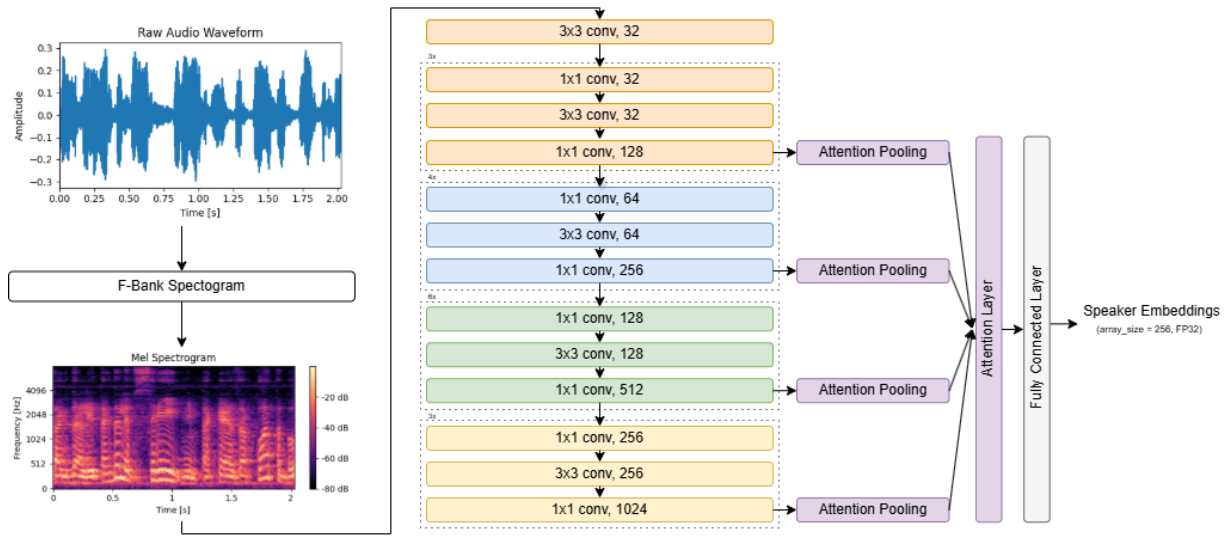 Raw Audio Waveform
Amplitude
0.3
0.2
0.1
0.0
−0.1
−0.2
−0.3
0.00 0.25 0.50 0.75 1.00 1.25 1.50 1.75 2.00
Time [s]
F-Bank Spectogram
Mel Spectrogram
Frequency [Hz]
4096
2048
1024
512
0
0 0.5 1 1.5 2
Time [s]
-20 dB
-40 dB
-60 dB
-80 dB
3x3 conv, 32
3x
1x1 conv, 32
3x3 conv, 32
1x1 conv, 128
4x
1x1 conv, 64
3x3 conv, 64
1x1 conv, 256
6x
1x1 conv, 128
3x3 conv, 128
1x1 conv, 512
3x
1x1 conv, 256
3x3 conv, 256
1x1 conv, 1024
Attention Pooling
Attention Pooling
Attention Pooling
Attention Pooling
Attention Layer
Fully Connected Layer
Speaker Embeddings
(array_size = 256, FP32)